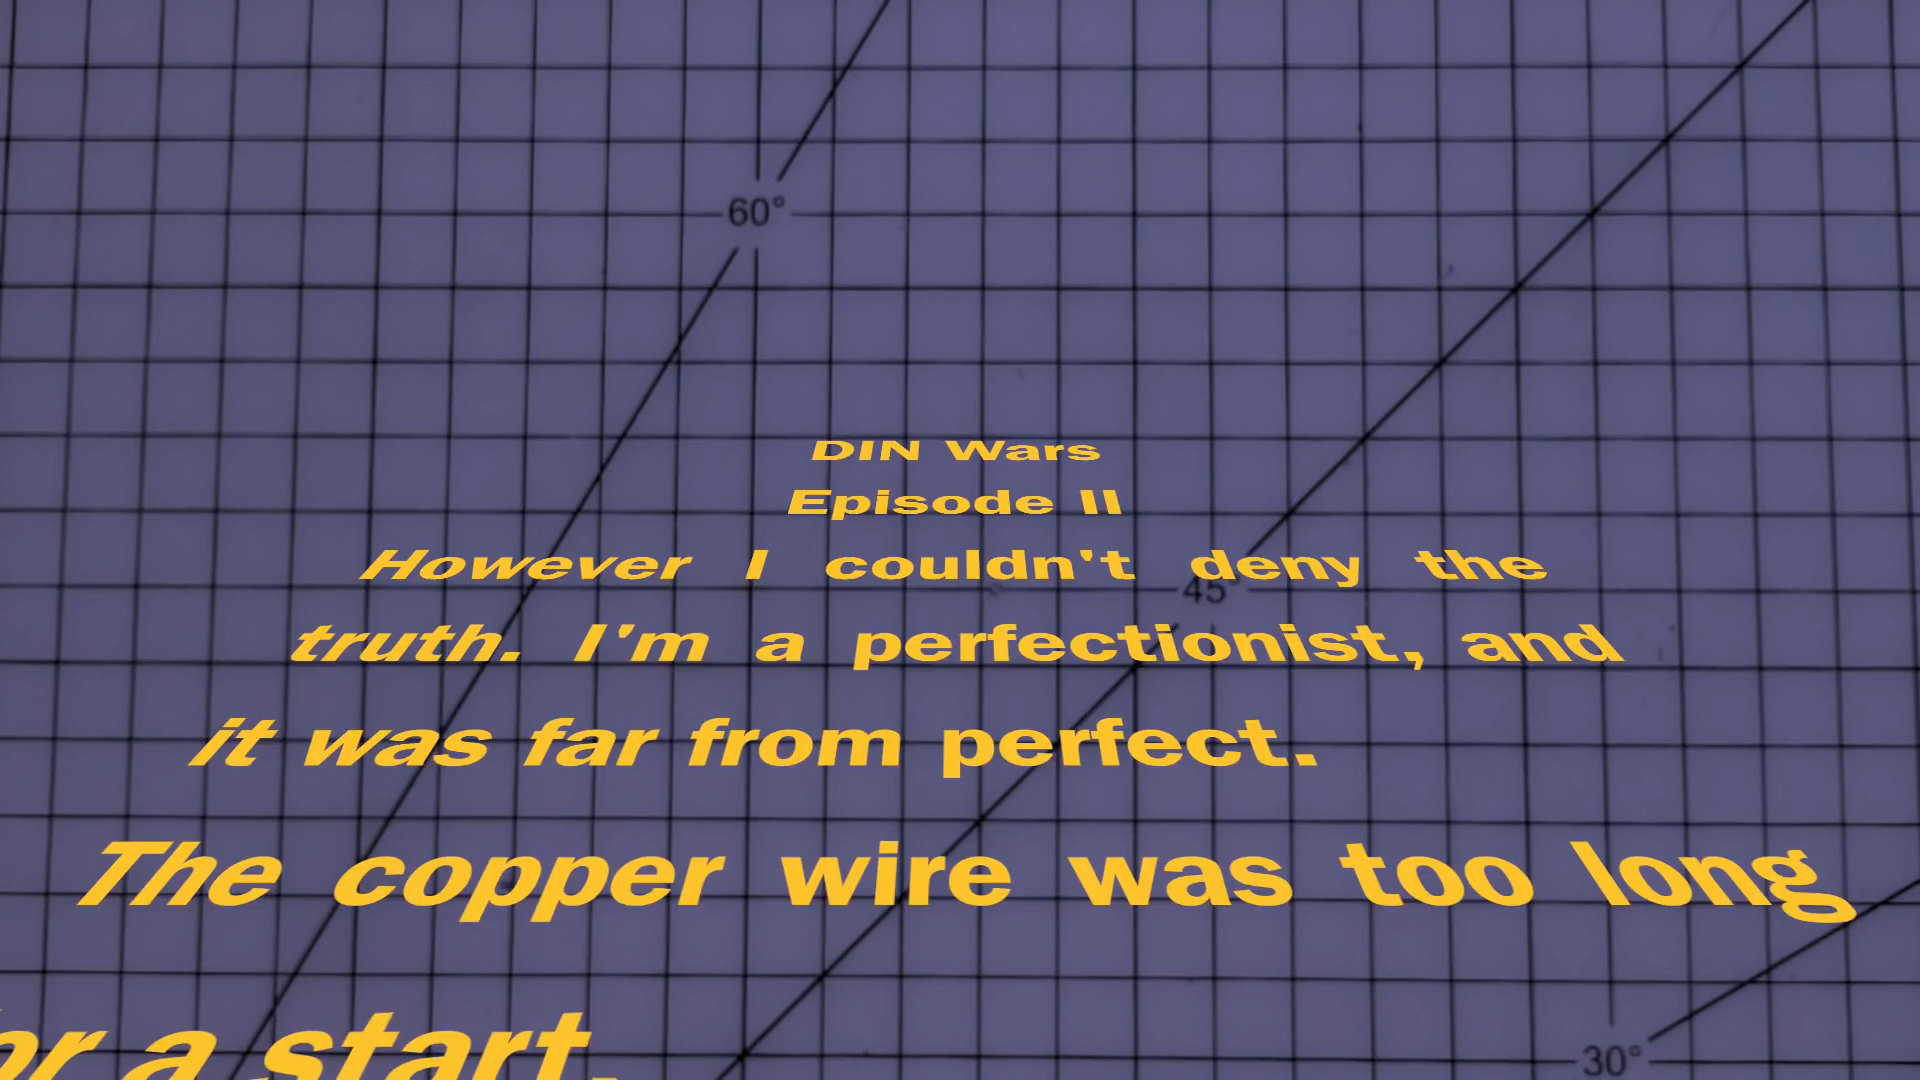 60°
DIN Wars
Episode II
However I couldn't deny the
45°
truth. I'm a perfectionist, and
it was far from perfect.
The copper wire was too long
for a start.
30°